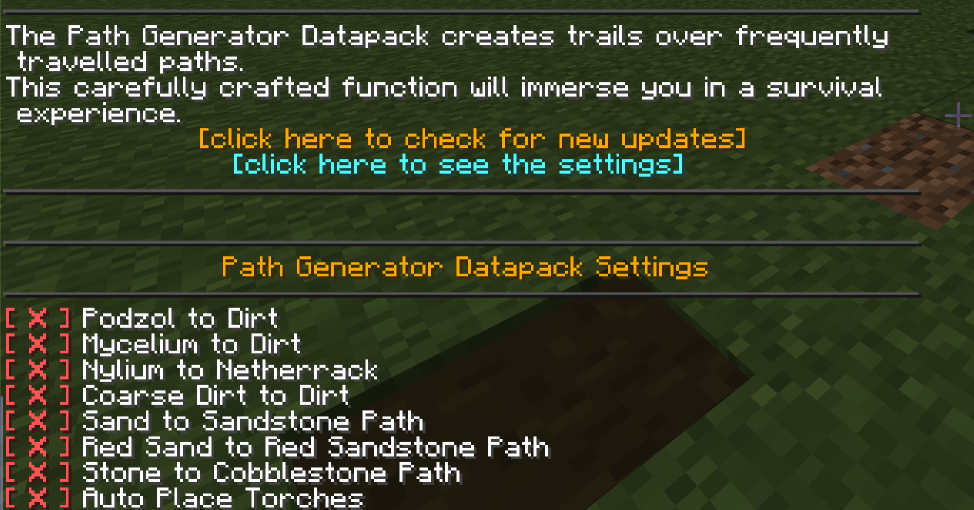 The Path Generator Datapack creates trails over frequently
travelled paths.
This carefully crafted function will immerse you in a survival
experience.
[click here to check for new updates]
[click here to see the settings]
Path Generator Datapack Settings
[ X ] Podzol to Dirt
[ X ] Mycelium to Dirt
[ X ] Nylium to Netherrack
[ X ] Coarse Dirt to Dirt
[ X ] Sand to Sandstone Path
[ X ] Red Sand to Red Sandstone Path
[ X ] Stone to Cobblestone Path
[ X ] Auto Place Torches